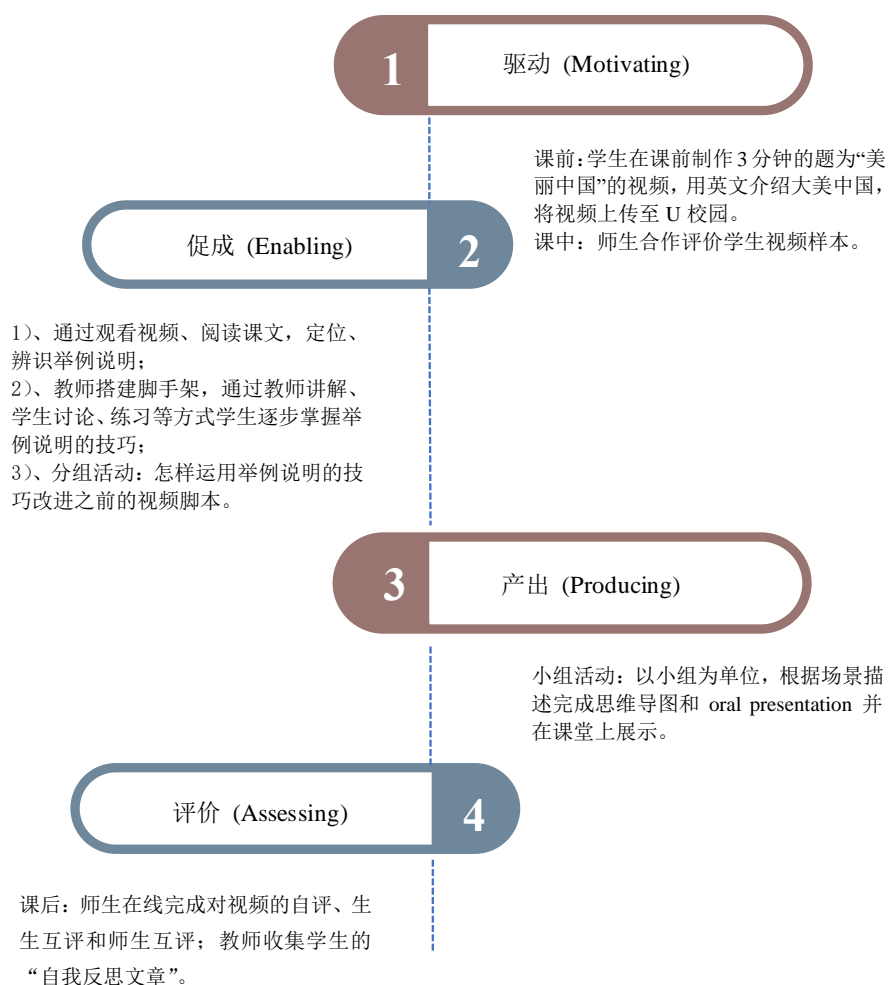 1
驱动 (Motivating)
课前：学生在课前制作 3 分钟的题为“美
丽中国”的视频，用英文介绍大美中国，
将视频上传至 U 校园。
课中：师生合作评价学生视频样本。
促成 (Enabling)
2
1）、通过观看视频、阅读课文，定位、
辨识举例说明；
2）、教师搭建脚手架，通过教师讲解、
学生讨论、练习等方式学生逐步掌握举
例说明的技巧；
3）、分组活动：怎样运用举例说明的技
巧改进之前的视频脚本。
3
产出 (Producing)
小组活动：以小组为单位，根据场景描
述完成思维导图和 oral presentation 并
在课堂上展示。
评价 (Assessing)
4
课后：师生在线完成对视频的自评、生
生互评和师生互评；教师收集学生的
“自我反思文章”。